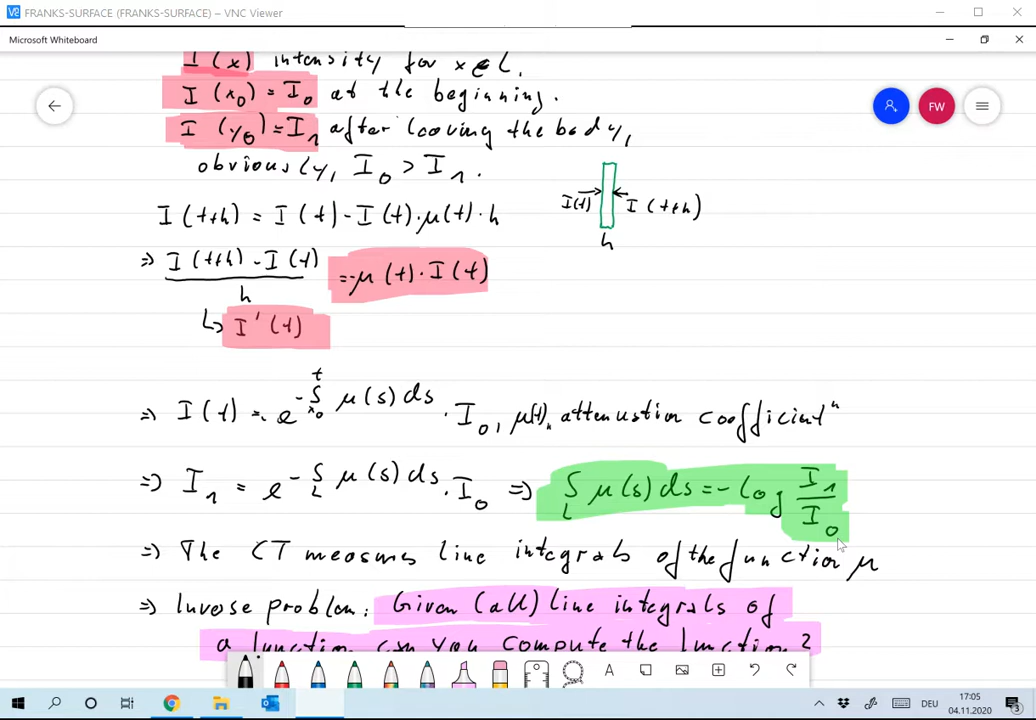 FRANKS-SURFACE (FRANKS-SURFACE) - VNC Viewer
Microsoft Whiteboard
I (x) intensity for x ∈ L.
I (x₀) = I₀ at the beginning.
I (y₀) = I₁ after leaving the body,
obviously, I₀ > I₁.
FW
I (t+h) = I (t) - I (t) · μ(t) · h
I(t) → ← I (t+h)
h
=> (I (t+h) - I (t)) / h = -μ (t) · I (t)
↳ I' (t)
=> I (t) = e^(-∫_{x₀}^{t} μ(s) ds) · I₀, μ(t) „attenuation coefficient"
=> I₁ = e^(-∫_L μ(s) ds) · I₀ => ∫_L μ(s) ds = - log I₁/I₀
=> The CT measures line integrals of the function μ
=> Inverse problem: Given (all) line integrals of
a function can you compute the function?
A
DEU
17:05
04.11.2020
3